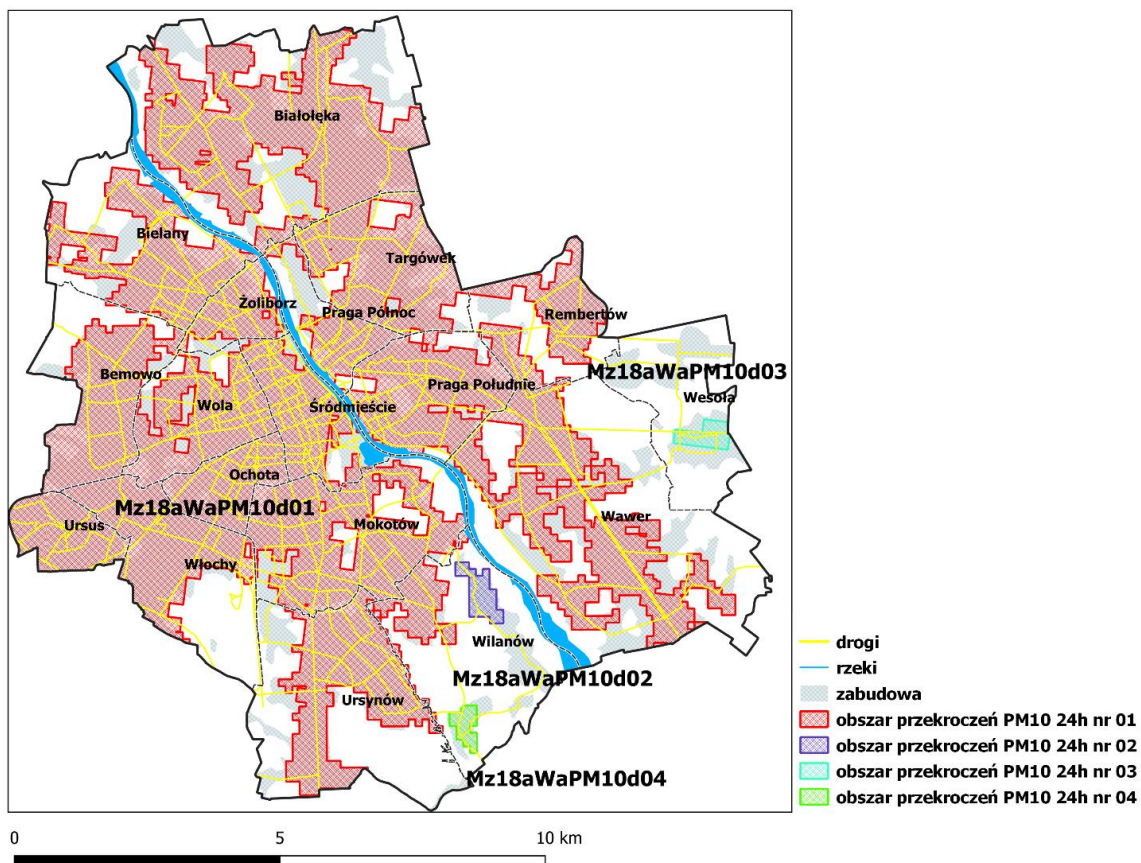 Białołęka
Bielany
Targówek
Żoliborz
Praga Północ
Rembertów
Bemowo
Mz18aWaPM10d03
Praga Południe
Wesoła
Wola
Śródmieście
Ochota
Mz18aWaPM10d01
Ursus
Mokotów
Wawer
Włochy
Wilanów
Mz18aWaPM10d02
Ursynów
Mz18aWaPM10d04
drogi
rzeki
zabudowa
obszar przekroczeń PM10 24h nr 01
obszar przekroczeń PM10 24h nr 02
obszar przekroczeń PM10 24h nr 03
obszar przekroczeń PM10 24h nr 04
0 5 10 km